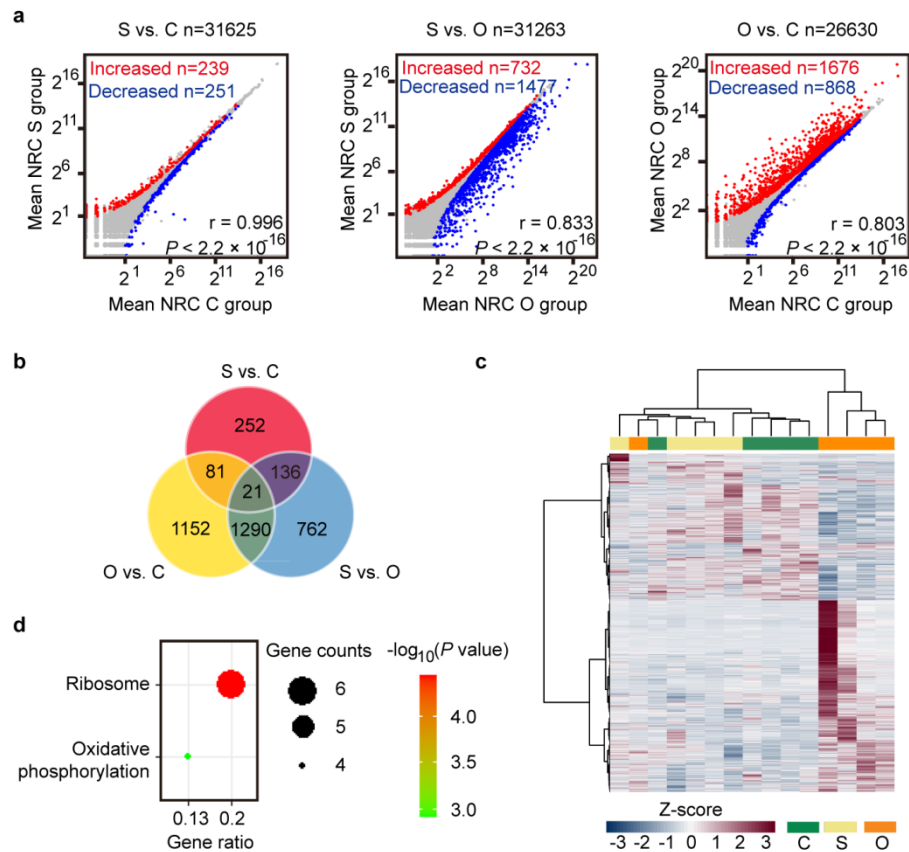 a
S vs. C n=31625
Increased n=239
Decreased n=251
2^16
2^11
2^6
2^1
Mean NRC S group
r = 0.996
P < 2.2 × 10^-16
2^1 2^6 2^11 2^16
Mean NRC C group
S vs. O n=31263
Increased n=732
Decreased n=1477
2^16
2^11
2^6
2^1
Mean NRC S group
r = 0.833
P < 2.2 × 10^-16
2^2 2^8 2^14 2^20
Mean NRC O group
O vs. C n=26630
Increased n=1676
Decreased n=868
2^20
2^14
2^8
2^2
Mean NRC O group
r = 0.803
P < 2.2 × 10^-16
2^1 2^6 2^11 2^16
Mean NRC C group
b
S vs. C
252
81
136
21
1152
1290
762
O vs. C
S vs. O
c
Z-score
-3 -2 -1 0 1 2 3
C S O
d
Ribosome
Oxidative
phosphorylation
0.13 0.2
Gene ratio
Gene counts
6
5
4
-log10(P value)
4.0
3.5
3.0